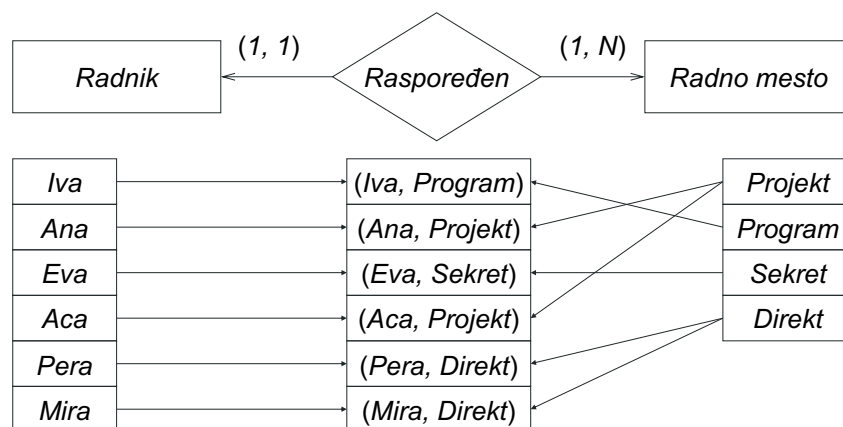 (1, 1) (1, N)
Radnik Raspoređen Radno mesto
Iva (Iva, Program) Projekt
Ana (Ana, Projekt) Program
Eva (Eva, Sekret) Sekret
Aca (Aca, Projekt) Direkt
Pera (Pera, Direkt)
Mira (Mira, Direkt)